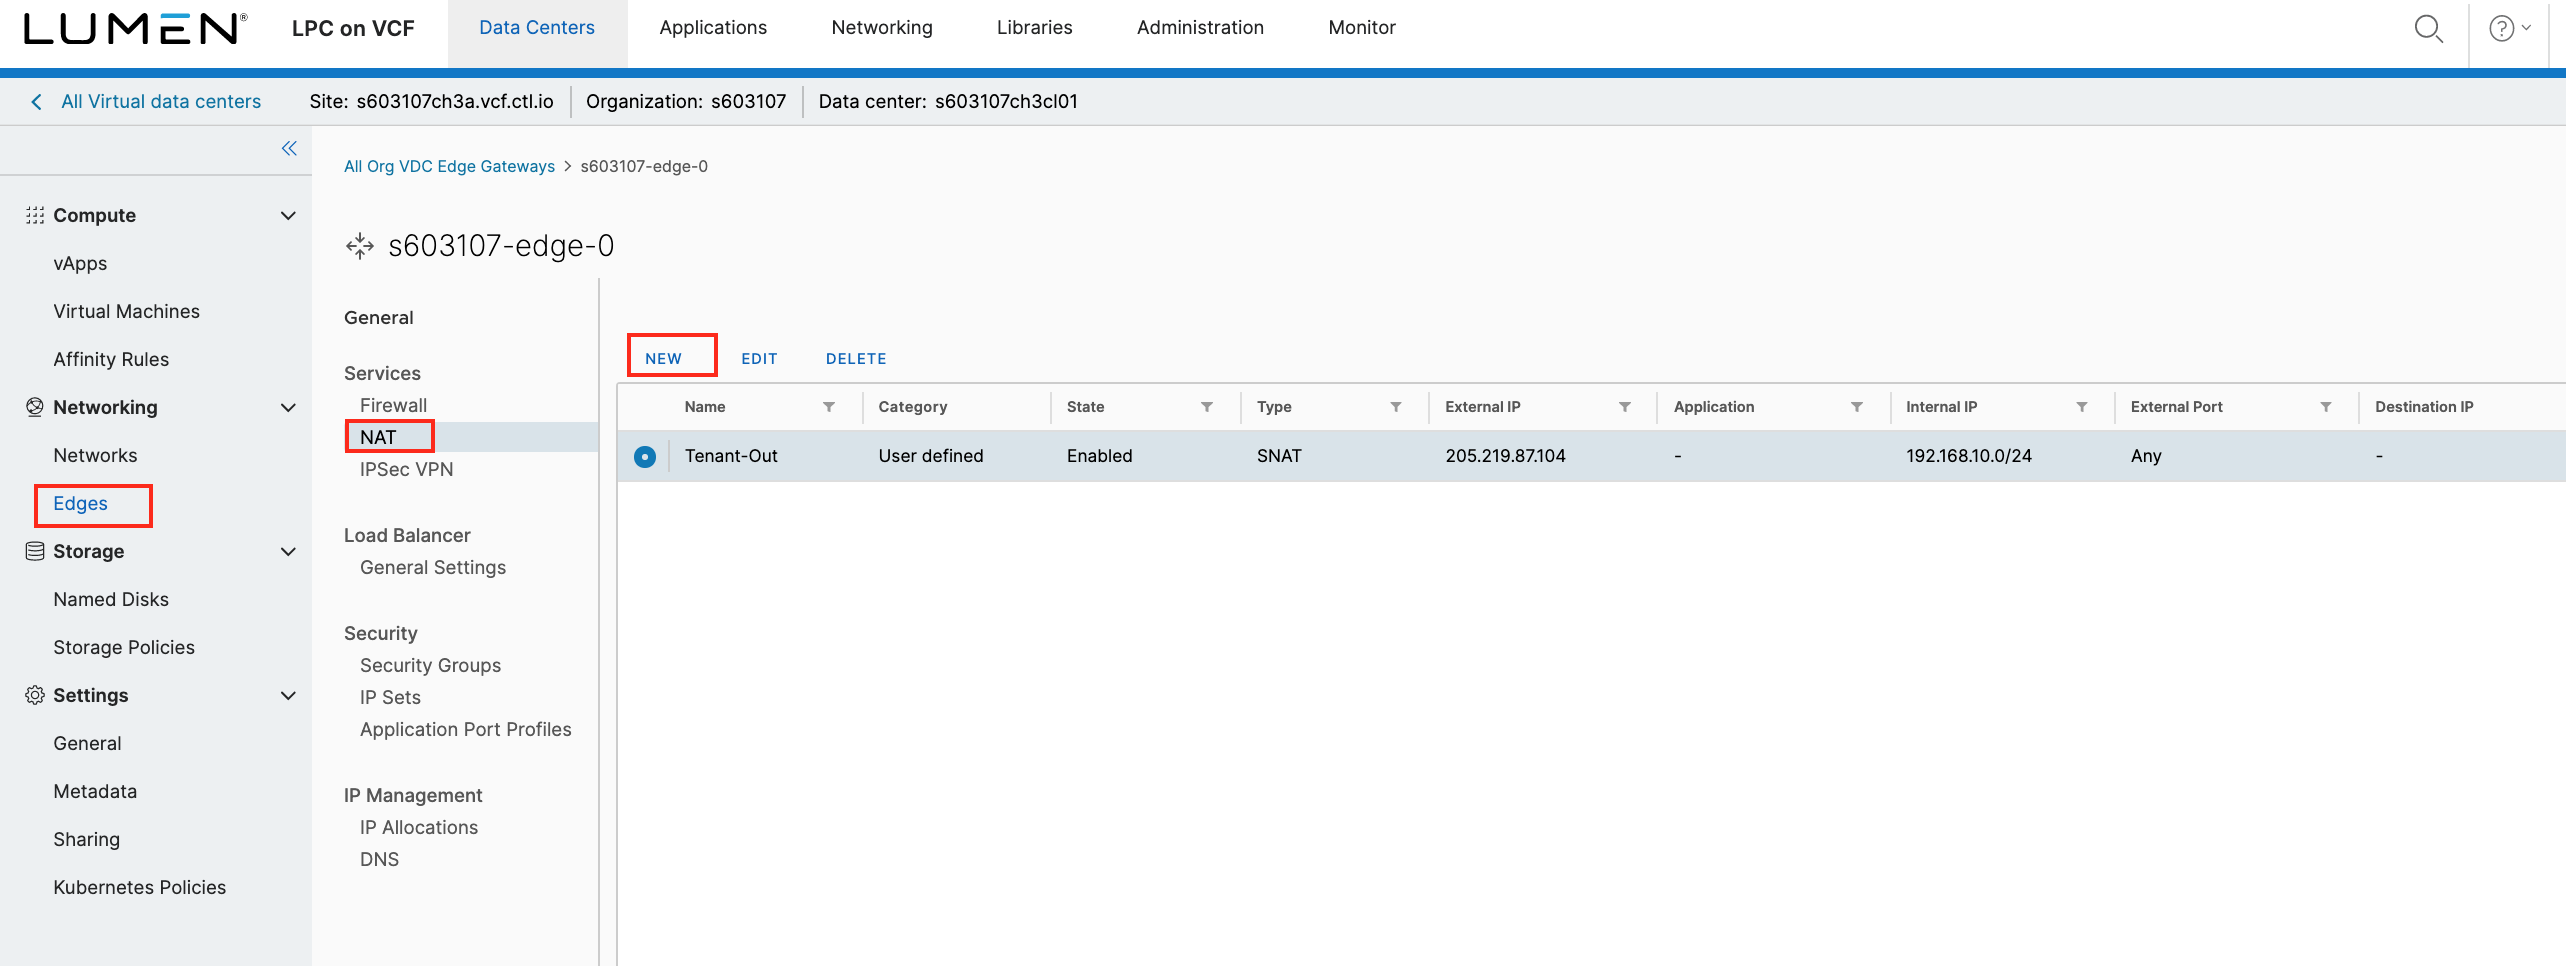 LUMEN®
LPC on VCF
Data Centers
Applications
Networking
Libraries
Administration
Monitor
All Virtual data centers
Site: s603107ch3a.vcf.ctl.io
Organization: s603107
Data center: s603107ch3cl01
Compute
vApps
Virtual Machines
Affinity Rules
Networking
Networks
Edges
Storage
Named Disks
Storage Policies
Settings
General
Metadata
Sharing
Kubernetes Policies
All Org VDC Edge Gateways > s603107-edge-0
s603107-edge-0
General
Services
Firewall
NAT
IPSec VPN
Load Balancer
General Settings
Security
Security Groups
IP Sets
Application Port Profiles
IP Management
IP Allocations
DNS
NEW EDIT DELETE
Name Category State Type External IP Application Internal IP External Port Destination IP
Tenant-Out User defined Enabled SNAT 205.219.87.104 - 192.168.10.0/24 Any -